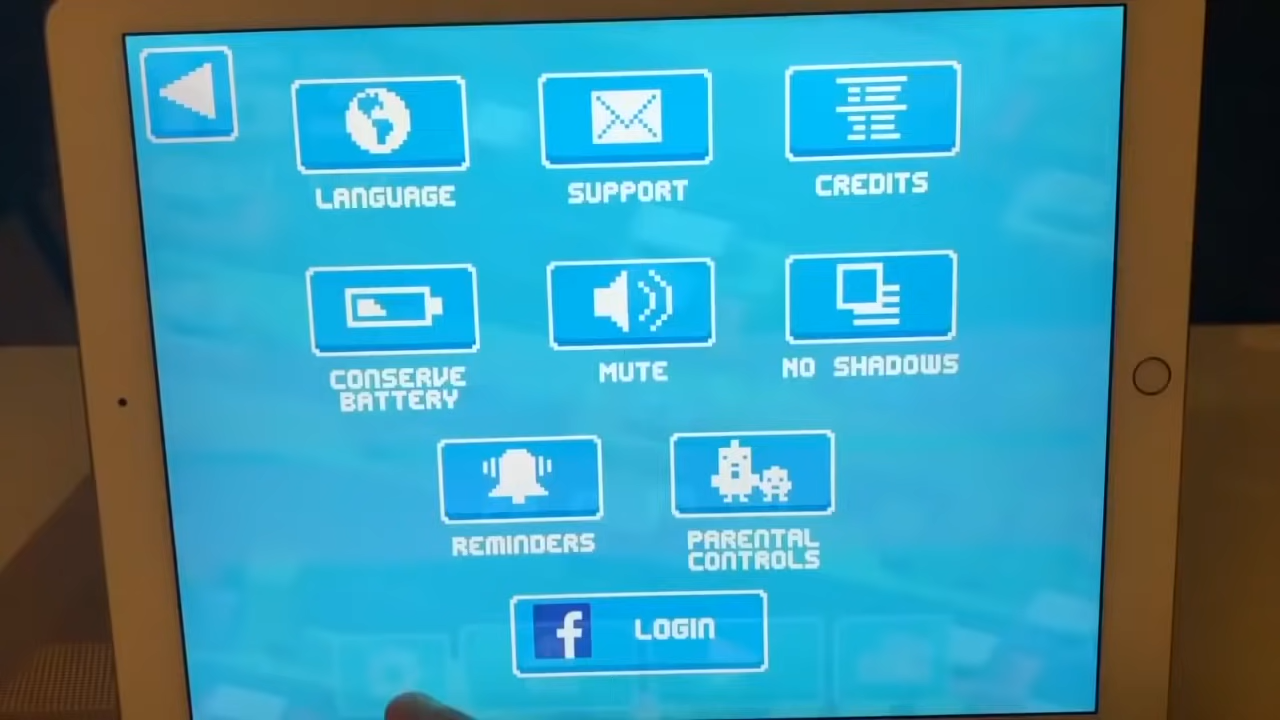 LANGUAGE
SUPPORT
CREDITS
CONSERVE
BATTERY
MUTE
NO SHADOWS
REMINDERS
PARENTAL
CONTROLS
f LOGIN